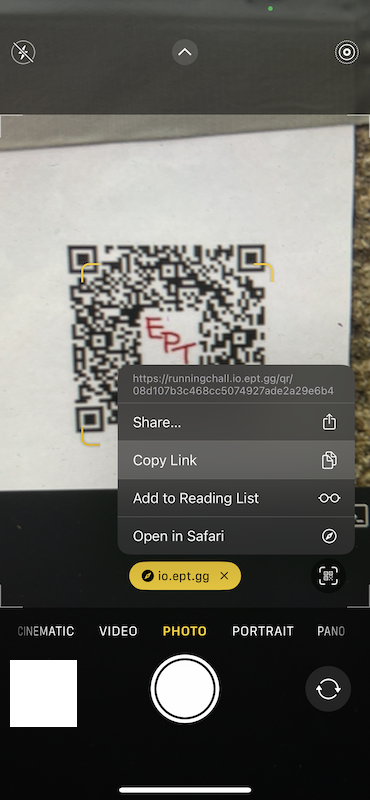 EPT
https://runningchall.io.ept.gg/qr/
08d107b3c468cc5074927ade2a29e6b4
Share...
Copy Link
Add to Reading List
Open in Safari
io.ept.gg
CINEMATIC VIDEO PHOTO PORTRAIT PANO